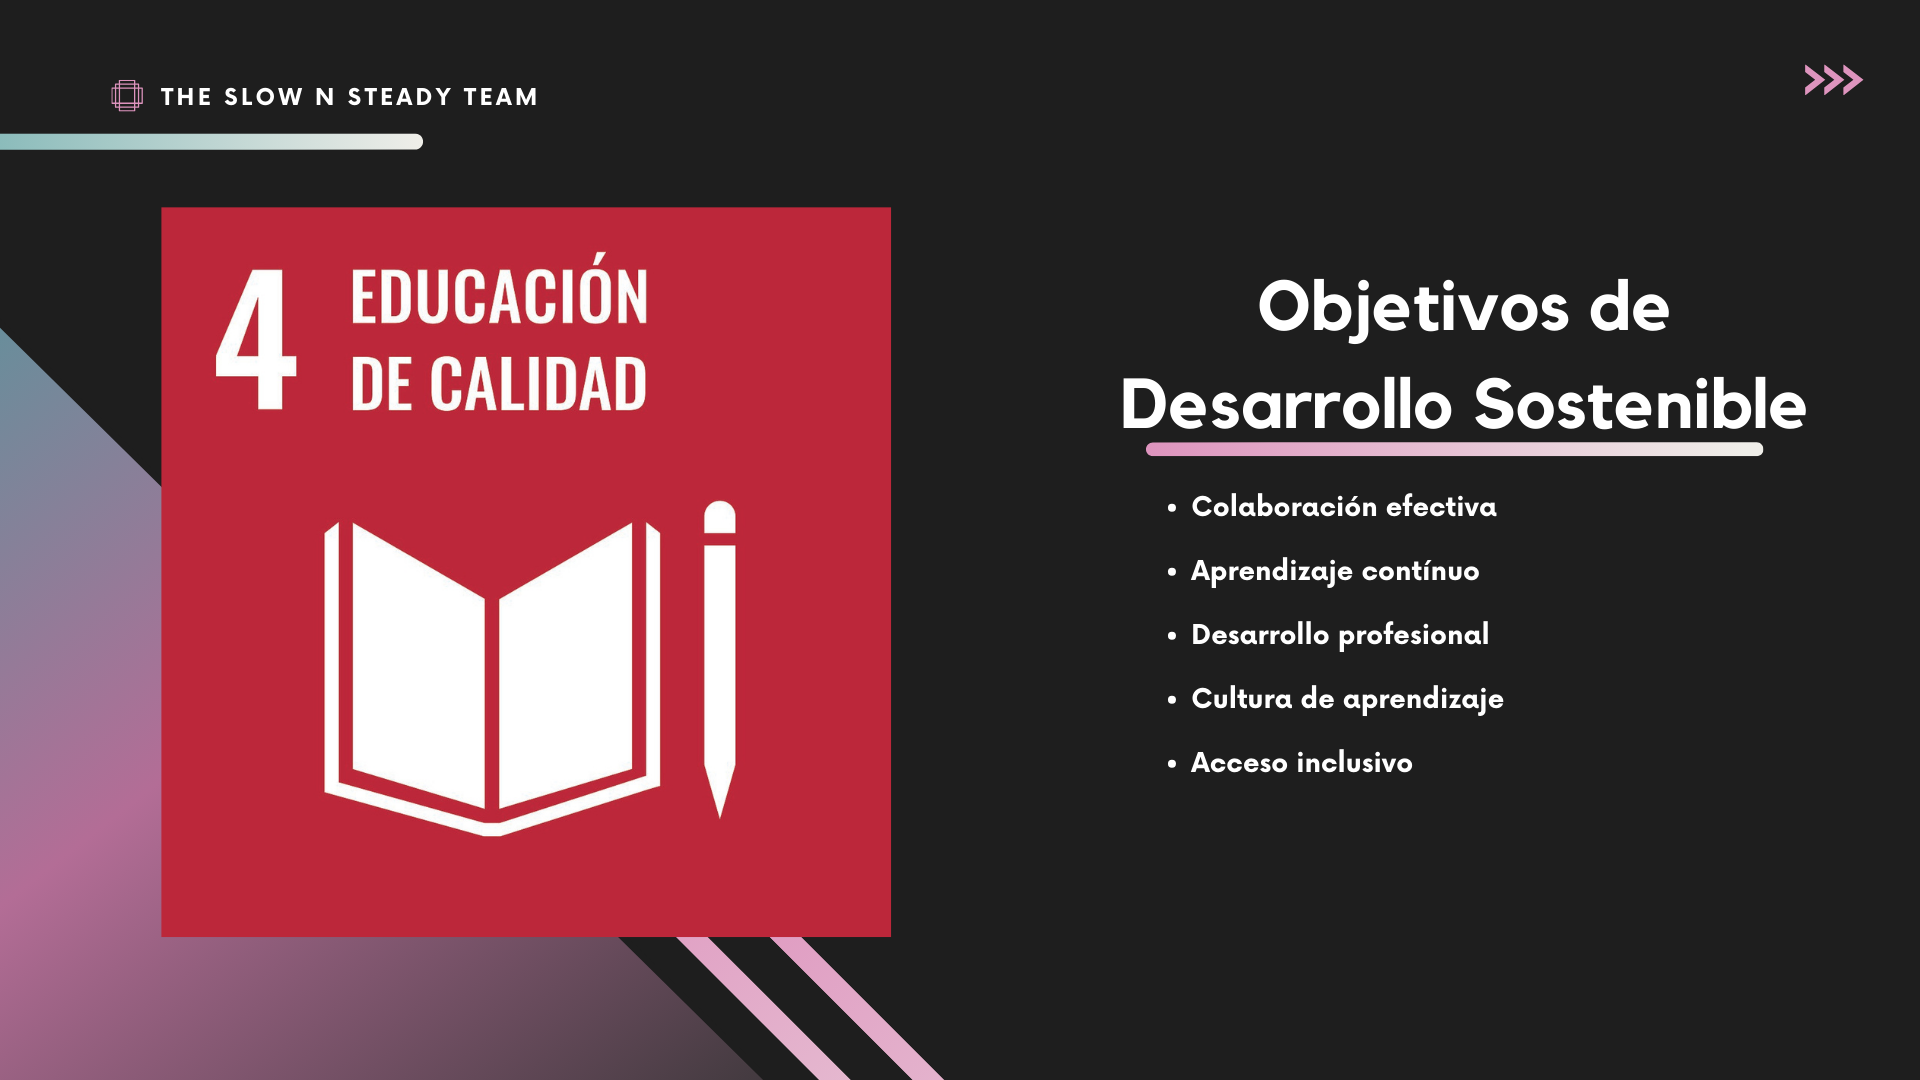 THE SLOW N STEADY TEAM
4 EDUCACIÓN
DE CALIDAD
Objetivos de
Desarrollo Sostenible
• Colaboración efectiva
• Aprendizaje contínuo
• Desarrollo profesional
• Cultura de aprendizaje
• Acceso inclusivo